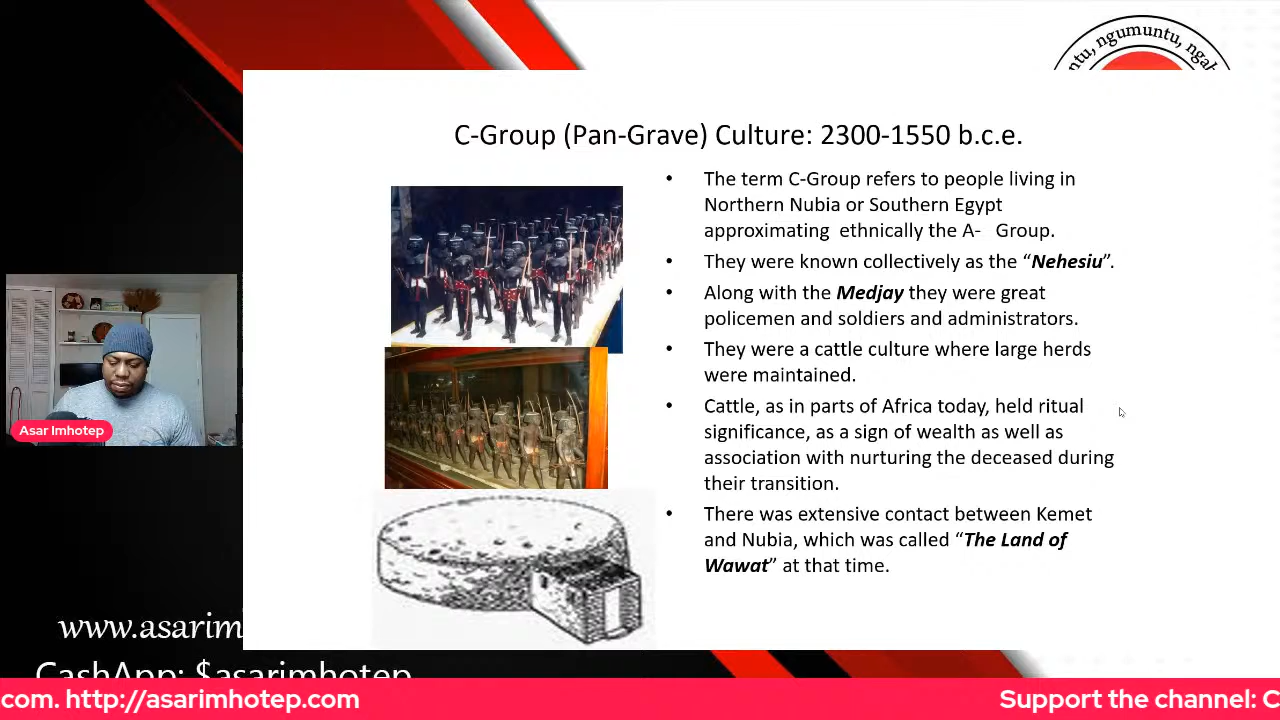 ntu, ngumuntu, ngab
C-Group (Pan-Grave) Culture: 2300-1550 b.c.e.
• The term C-Group refers to people living in
Northern Nubia or Southern Egypt
approximating ethnically the A- Group.
• They were known collectively as the “Nehesiu”.
• Along with the Medjay they were great
policemen and soldiers and administrators.
• They were a cattle culture where large herds
were maintained.
• Cattle, as in parts of Africa today, held ritual
significance, as a sign of wealth as well as
association with nurturing the deceased during
their transition.
• There was extensive contact between Kemet
and Nubia, which was called “The Land of
Wawat” at that time.
Asar Imhotep
www.asarim
CashApp: $asarimhotep
com. http://asarimhotep.com
Support the channel: C